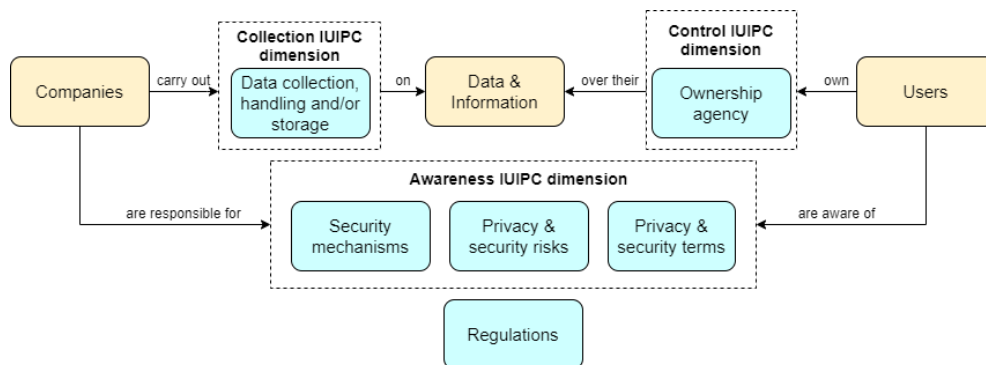 Collection IUIPC
dimension
Control IUIPC
dimension
Companies
carry out
Data collection,
handling and/or
storage
on
Data &
Information
over their
Ownership
agency
own
Users
Awareness IUIPC dimension
are responsible for
Security
mechanisms
Privacy &
security risks
Privacy &
security terms
are aware of
Regulations